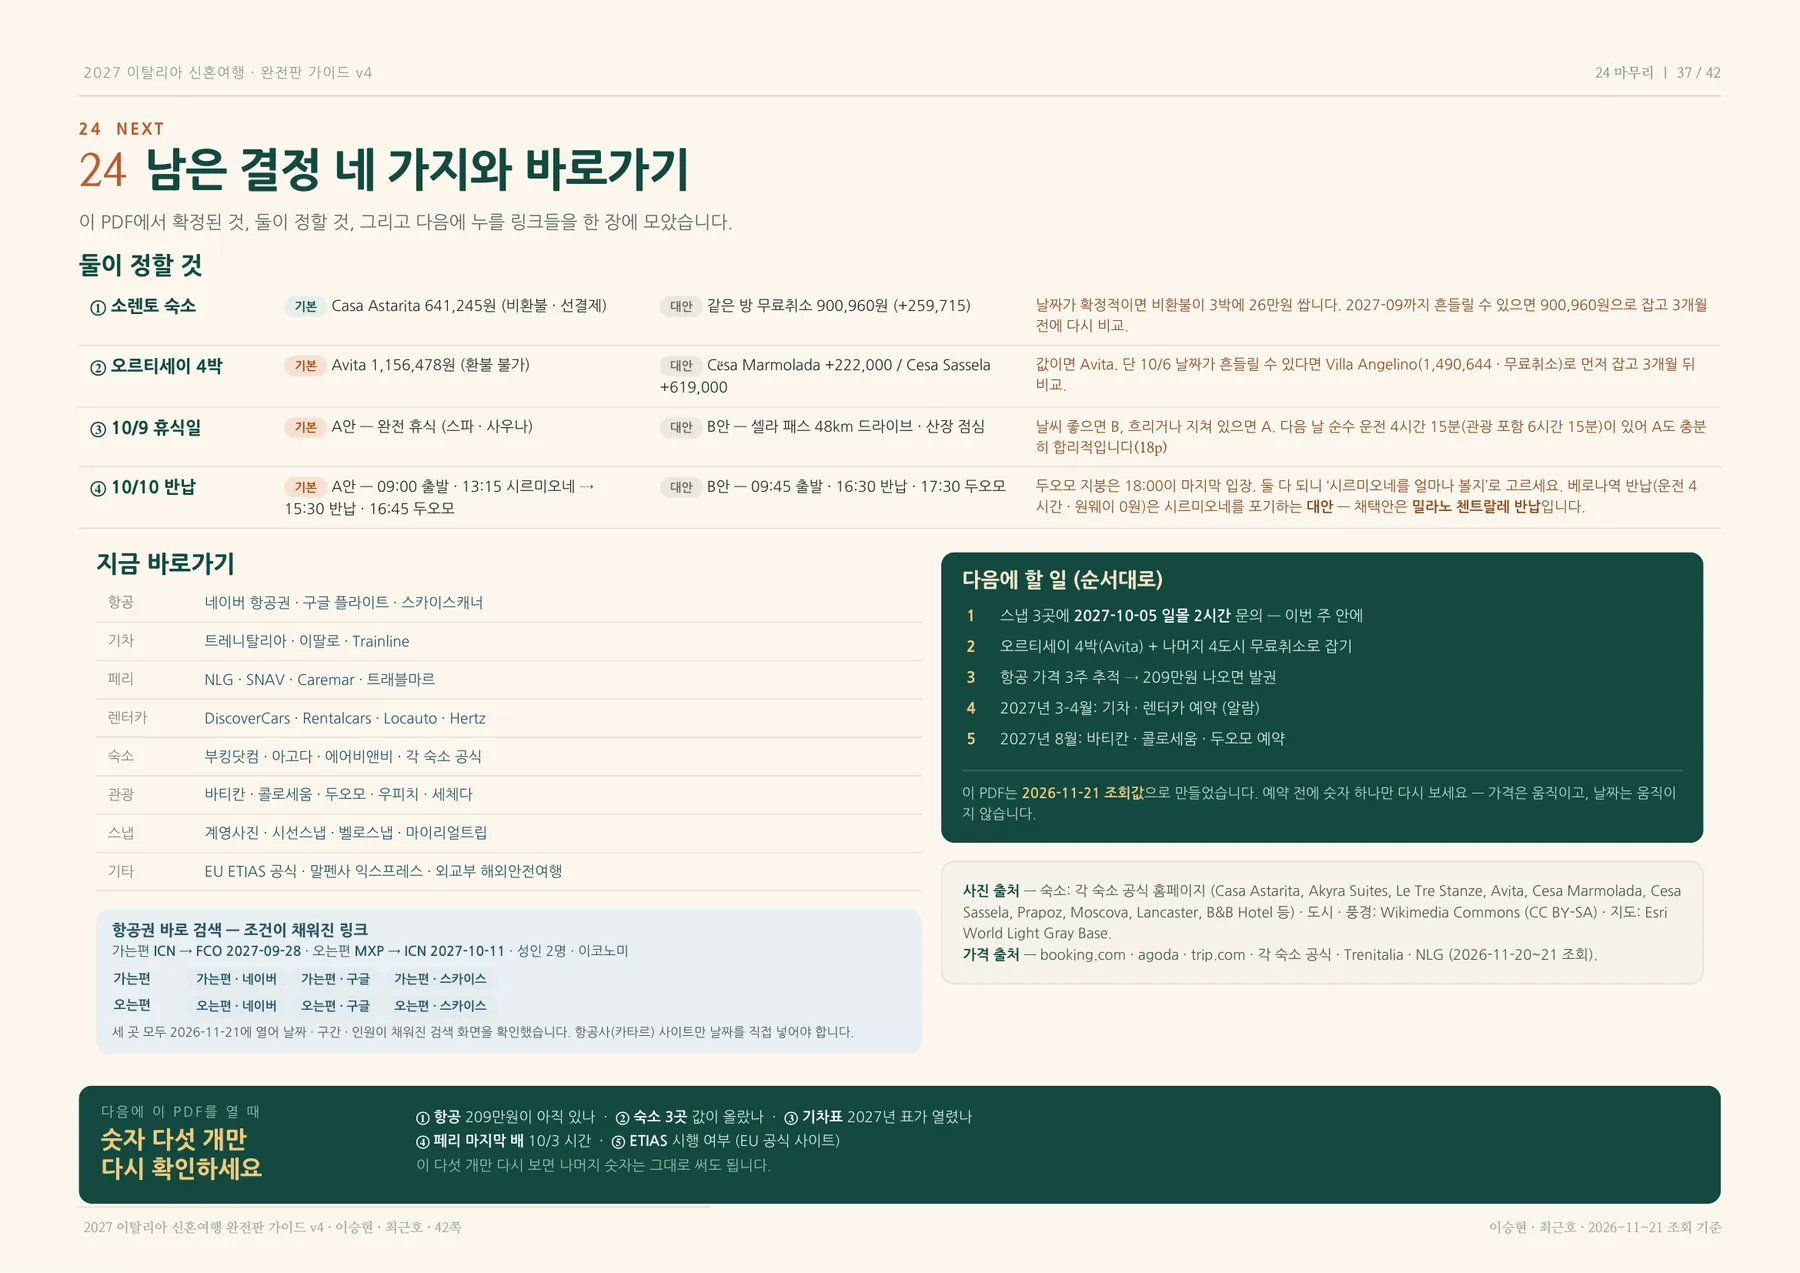 2027 이탈리아 신혼여행 · 완전판 가이드 v4
24 마무리 | 37 / 42
24 NEXT
24 남은 결정 네 가지와 바로가기
이 PDF에서 확정된 것, 둘이 정할 것, 그리고 다음에 누를 링크들을 한 장에 모았습니다.
둘이 정할 것
① 소렌토 숙소
기본 Casa Astarita 641,245원 (비환불 · 선결제)
대안 같은 방 무료취소 900,960원 (+259,715)
날짜가 확정적이면 비환불이 3박에 26만원 쌉니다. 2027-09까지 흔들릴 수 있으면 900,960원으로 잡고 3개월
전에 다시 비교.
② 오르티세이 4박
기본 Avita 1,156,478원 (환불 불가)
대안 Cësa Marmolada +222,000 / Cesa Sassela
+619,000
값이면 Avita. 단 10/6 날짜가 흔들릴 수 있다면 Villa Angelino(1,490,644 · 무료취소)로 먼저 잡고 3개월 뒤
비교.
③ 10/9 휴식일
기본 A안 — 완전 휴식 (스파 · 사우나)
대안 B안 — 셀라 패스 48km 드라이브 · 산장 점심
날씨 좋으면 B, 흐리거나 지쳐 있으면 A. 다음 날 순수 운전 4시간 15분(관광 포함 6시간 15분)이 있어 A도 충분
히 합리적입니다(18p)
④ 10/10 반납
기본 A안 — 09:00 출발 · 13:15 시르미오네 →
15:30 반납 · 16:45 두오모
대안 B안 — 09:45 출발 · 16:30 반납 · 17:30 두오모
두오모 지붕은 18:00이 마지막 입장. 둘 다 되니 ‘시르미오네를 얼마나 볼지’로 고르세요. 베로나역 반납(운전 4
시간 · 원웨이 0원)은 시르미오네를 포기하는 대안 — 채택안은 밀라노 첸트랄레 반납입니다.
지금 바로가기
항공 네이버 항공권 · 구글 플라이트 · 스카이스캐너
기차 트레니탈리아 · 이딸로 · Trainline
페리 NLG · SNAV · Caremar · 트래블마르
렌터카 DiscoverCars · Rentalcars · Locauto · Hertz
숙소 부킹닷컴 · 아고다 · 에어비앤비 · 각 숙소 공식
관광 바티칸 · 콜로세움 · 두오모 · 우피치 · 세체다
스냅 계영사진 · 시선스냅 · 벨로스냅 · 마이리얼트립
기타 EU ETIAS 공식 · 말펜사 익스프레스 · 외교부 해외안전여행
항공권 바로 검색 — 조건이 채워진 링크
가는편 ICN → FCO 2027-09-28 · 오는편 MXP → ICN 2027-10-11 · 성인 2명 · 이코노미
가는편 가는편 · 네이버 가는편 · 구글 가는편 · 스카이스
오는편 오는편 · 네이버 오는편 · 구글 오는편 · 스카이스
세 곳 모두 2026-11-21에 열어 날짜 · 구간 · 인원이 채워진 검색 화면을 확인했습니다. 항공사(카타르) 사이트만 날짜를 직접 넣어야 합니다.
다음에 할 일 (순서대로)
1 스냅 3곳에 2027-10-05 일몰 2시간 문의 — 이번 주 안에
2 오르티세이 4박(Avita) + 나머지 4도시 무료취소로 잡기
3 항공 가격 3주 추적 → 209만원 나오면 발권
4 2027년 3-4월: 기차 · 렌터카 예약 (알람)
5 2027년 8월: 바티칸 · 콜로세움 · 두오모 예약
이 PDF는 2026-11-21 조회값으로 만들었습니다. 예약 전에 숫자 하나만 다시 보세요 — 가격은 움직이고, 날짜는 움직이
지 않습니다.
사진 출처 — 숙소: 각 숙소 공식 홈페이지 (Casa Astarita, Akyra Suites, Le Tre Stanze, Avita, Cesa Marmolada, Cesa
Sassela, Prapoz, Moscova, Lancaster, B&B Hotel 등) · 도시 · 풍경: Wikimedia Commons (CC BY-SA) · 지도: Esri
World Light Gray Base.
가격 출처 — booking.com · agoda · trip.com · 각 숙소 공식 · Trenitalia · NLG (2026-11-20~21 조회).
다음에 이 PDF를 열 때
숫자 다섯 개만
다시 확인하세요
① 항공 209만원이 아직 있나 · ② 숙소 3곳 값이 올랐나 · ③ 기차표 2027년 표가 열렸나
④ 페리 마지막 배 10/3 시간 · ⑤ ETIAS 시행 여부 (EU 공식 사이트)
이 다섯 개만 다시 보면 나머지 숫자는 그대로 써도 됩니다.
2027 이탈리아 신혼여행 완전판 가이드 v4 · 이승현 · 최근호 · 42쪽
이승현 · 최근호 · 2026-11-21 조회 기준